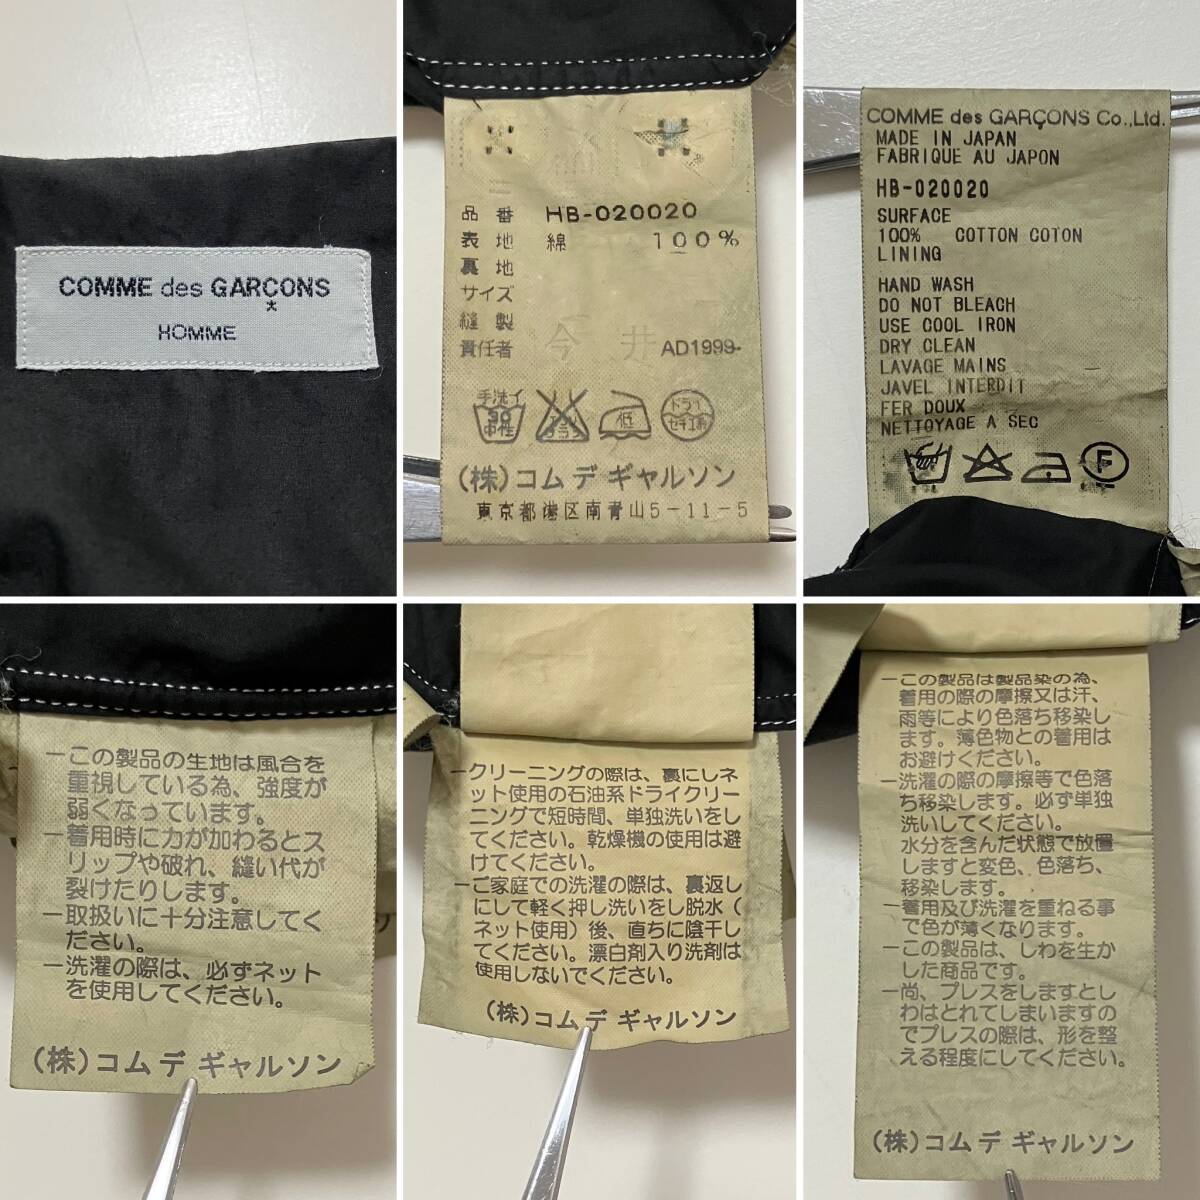 COMME des GARÇONS
*
HOMME
品番 HB-020020
表地 綿 100%
裏地
サイズ
縫製
責任者 今井 AD1999
手洗イ
30
中性
低
ドライ
セキユ系
(株)コム デ ギャルソン
東京都港区南青山5-11-5
COMME des GARÇONS Co.,Ltd.
MADE IN JAPAN
FABRIQUE AU JAPON
HB-020020
SURFACE
100% COTTON COTON
LINING
HAND WASH
DO NOT BLEACH
USE COOL IRON
DRY CLEAN
LAVAGE MAINS
JAVEL INTERDIT
FER DOUX
NETTOYAGE A SEC
F
一この製品の生地は風合を
重視している為、強度が
弱くなっています。
一着用時に力が加わるとス
リップや破れ、縫い代が
裂けたりします。
一取扱いに十分注意してく
ださい。
一洗濯の際は、必ずネット
を使用してください。
(株)コム デ ギャルソン
一クリーニングの際は、裏にしネ
ット使用の石油系ドライクリー
ニングで短時間、単独洗いをし
てください。乾燥機の使用は避
けてください。
一ご家庭での洗濯の際は、裏返し
にして軽く押し洗いをし脱水(
ネット使用)後、直ちに陰干し
てください。漂白剤入り洗剤は
使用しないでください。
(株)コム デ ギャルソン
一この製品は製品染の為、
着用の際の摩擦又は汗、
雨等により色落ち移染し
ます。薄色物との着用は
お避けください。
一洗濯の際の摩擦等で色落
ち移染します。必ず単独
洗いしてください。
水分を含んだ状態で放置
しますと変色、色落ち、
移染します。
一着用及び洗濯を重ねる事
で色が薄くなります。
一この製品は、しわを生か
した商品です。
一尚、プレスをしますとし
わはとれてしまいますの
でプレスの際は、形を整
える程度にしてください。
(株)コム デ ギャルソン